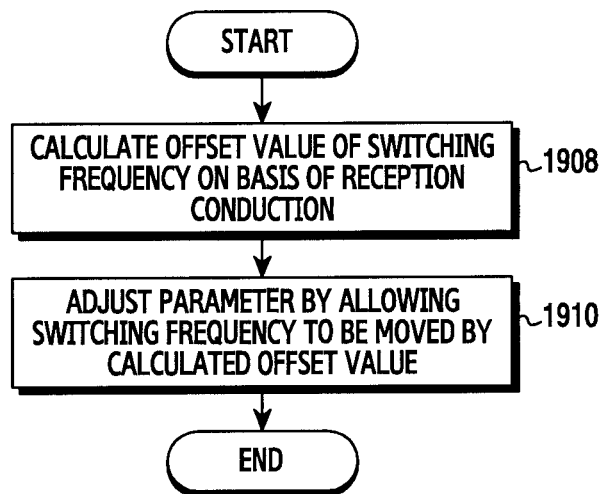 START
CALCULATE OFFSET VALUE OF SWITCHING
FREQUENCY ON BASIS OF RECEPTION
CONDUCTION
1908
ADJUST PARAMETER BY ALLOWING
SWITCHING FREQUENCY TO BE MOVED BY
CALCULATED OFFSET VALUE
1910
END